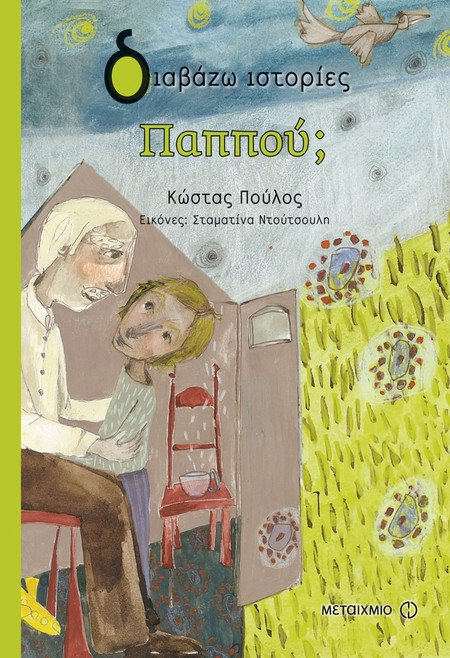 διαβάζω ιστορίες
Παππού;
Κώστας Πούλος
Εικόνες: Σταματίνα Ντούτσουλη
ΜΕΤΑΙΧΜΙΟ